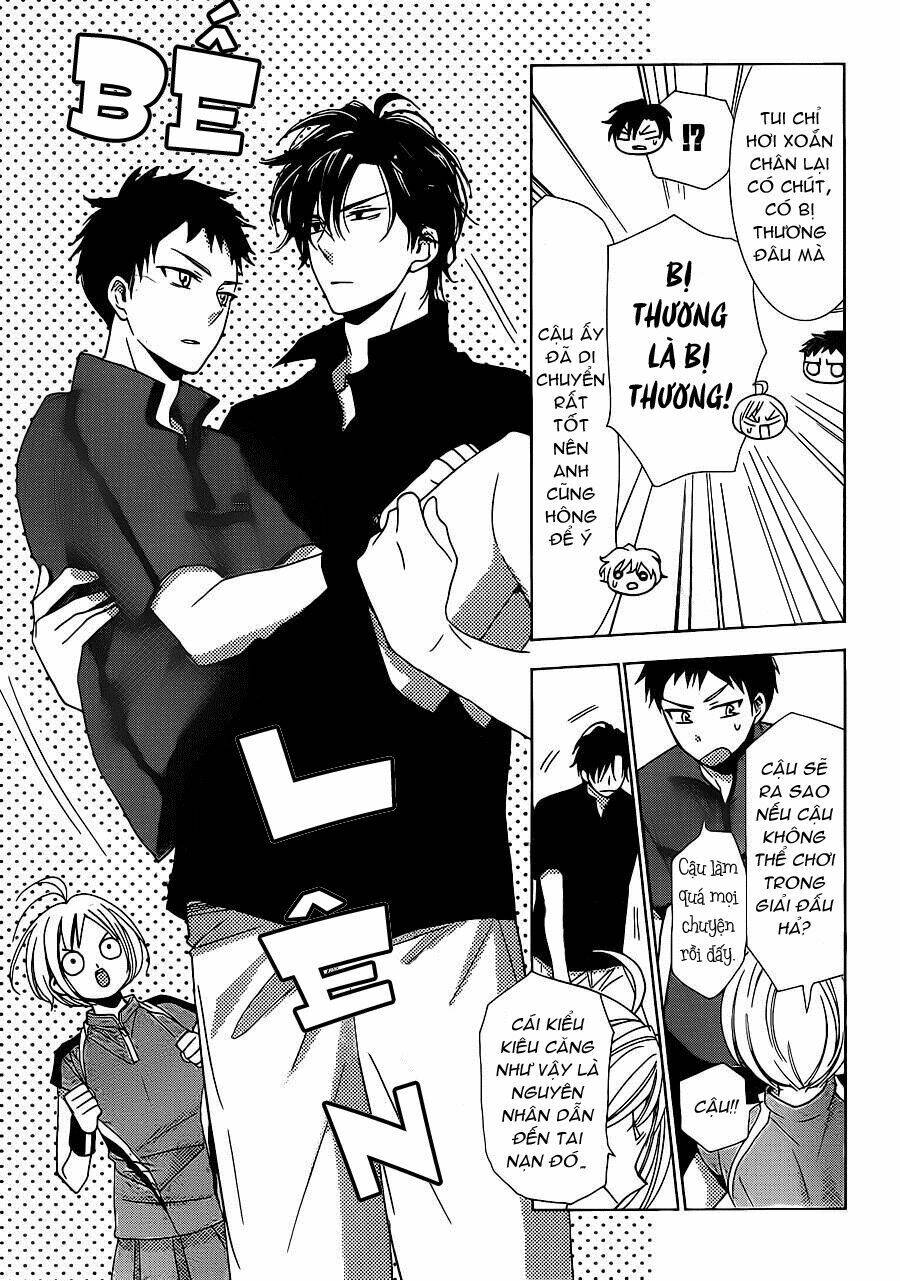 TUI CHỈ
HƠI XOẮN
CHÂN LẠI
CÓ CHÚT,
CÓ BỊ
THƯƠNG
ĐÂU MÀ
!?
BỊ
THƯƠNG
LÀ BỊ
THƯƠNG!
CẬU ẤY
ĐÃ DI
CHUYỂN
RẤT
TỐT
NÊN
ANH
CŨNG
HÔNG
ĐỂ Ý
CẬU SẼ
RA SAO
NẾU CẬU
KHÔNG
THỂ CHƠI
TRONG
GIẢI ĐẤU
HẢ?
Cậu làm
quá mọi
chuyện
rồi đấy.
CẬU!!
CÁI KIỂU
KIÊU CĂNG
NHƯ VẬY LÀ
NGUYÊN
NHÂN DẪN
ĐẾN TAI
NẠN ĐÓ..
BẾ
LÊN